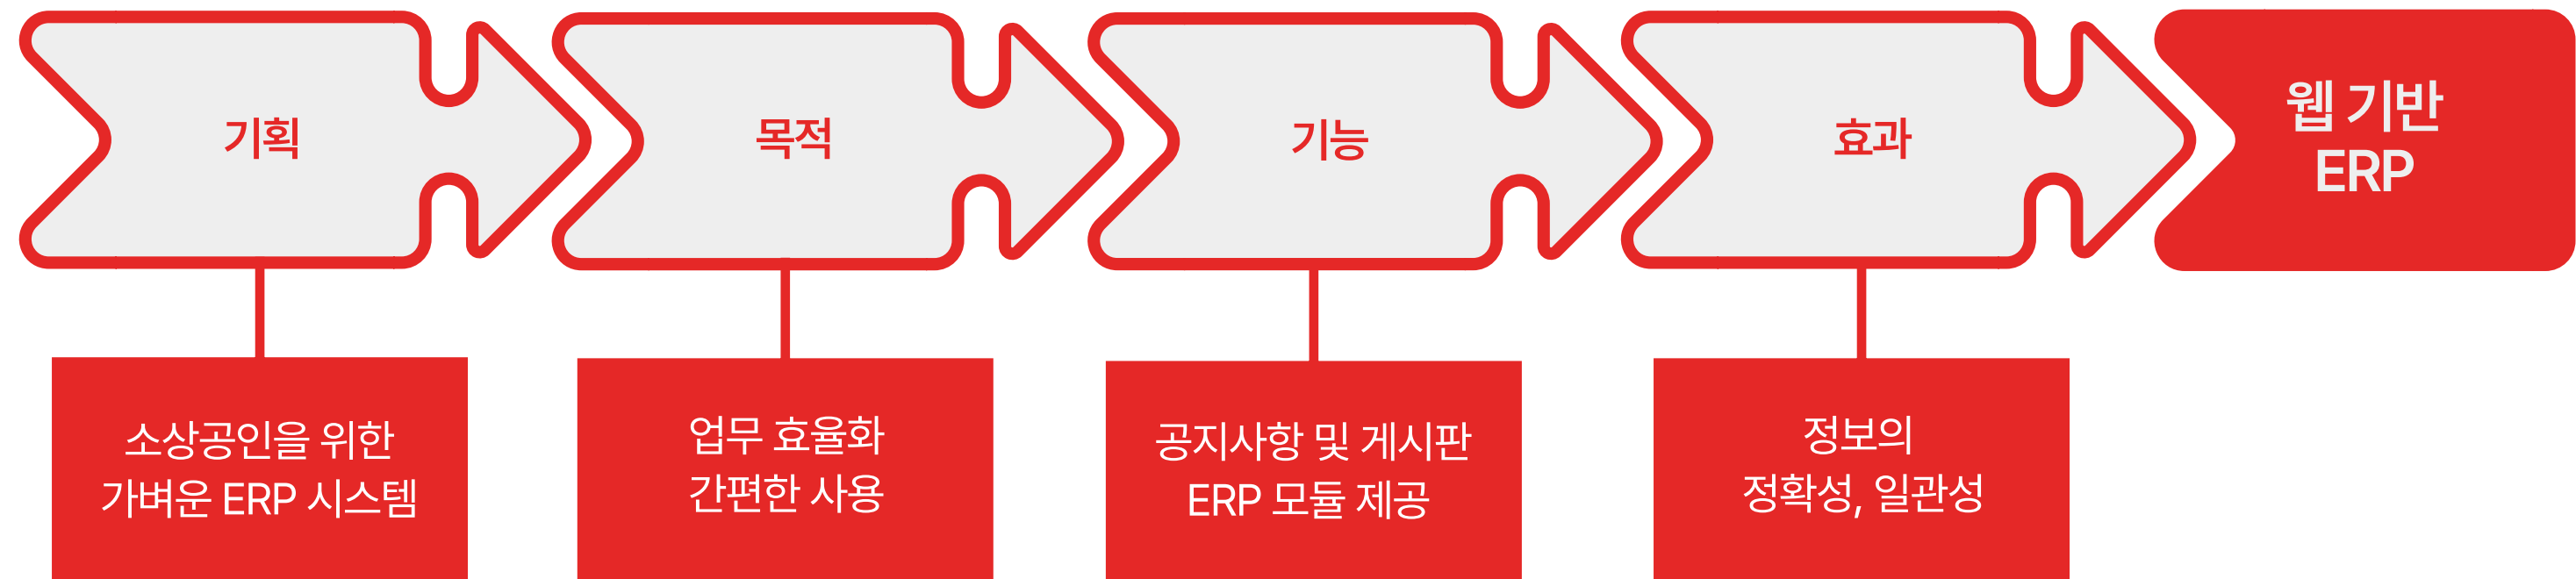 기획
목적
기능
효과
웹 기반
ERP
소상공인을 위한
가벼운 ERP 시스템
업무 효율화
간편한 사용
공지사항 및 게시판
ERP 모듈 제공
정보의
정확성, 일관성